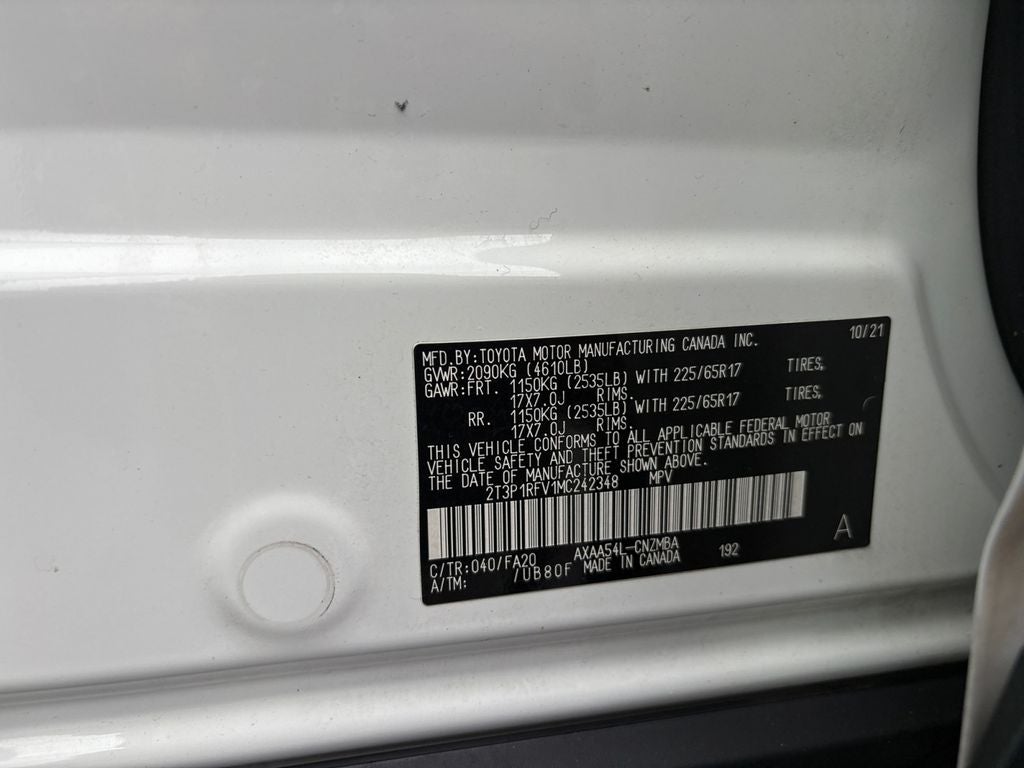 MFD.BY:TOYOTA MOTOR MANUFACTURING CANADA INC. 10/21
GVWR:2090KG (4610LB)
GAWR:FRT. 1150KG (2535LB) WITH 225/65R17 TIRES,
17X7.0J RIMS.
RR. 1150KG (2535LB) WITH 225/65R17 TIRES,
17X7.0J RIMS.
THIS VEHICLE CONFORMS TO ALL APPLICABLE FEDERAL MOTOR
VEHICLE SAFETY AND THEFT PREVENTION STANDARDS IN EFFECT ON
THE DATE OF MANUFACTURE SHOWN ABOVE.
2T3P1RFV1MC242348 MPV
C/TR:040/FA20 AXAA54L-CNZMBA 192 A
A/TM: /UB80F MADE IN CANADA